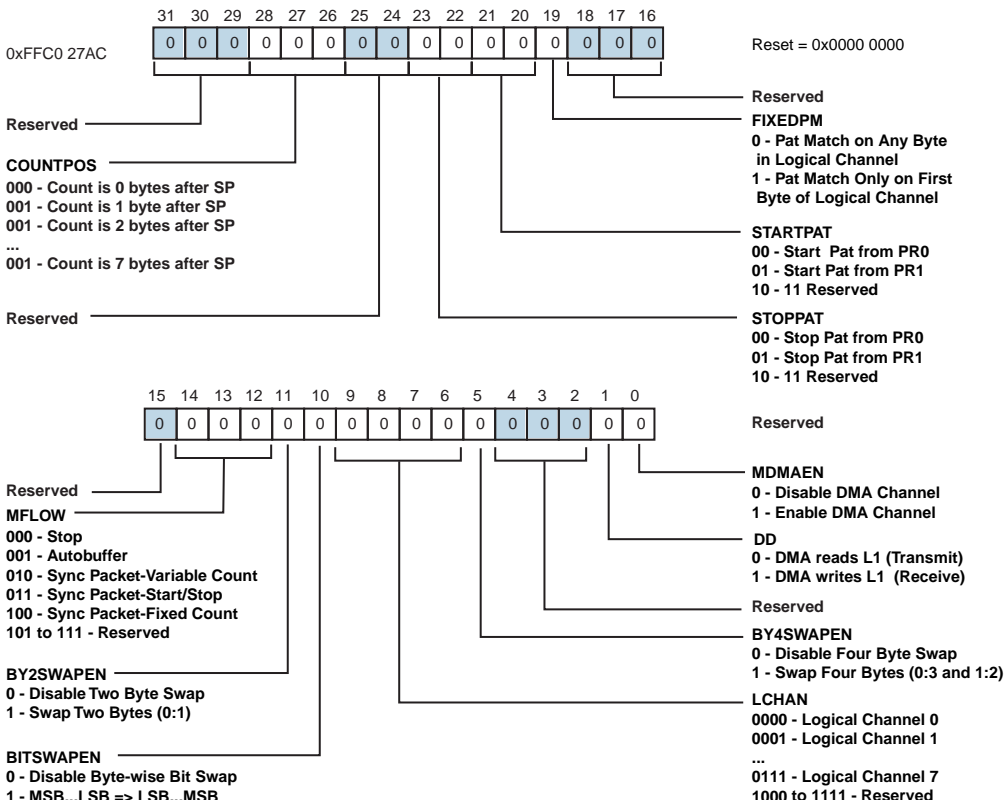 31 30 29 28 27 26 25 24 23 22 21 20 19 18 17 16
0xFFC0 27AC
0 0 0 0 0 0 0 0 0 0 0 0 0 0 0 0
Reset = 0x0000 0000
Reserved
COUNTPOS
000 - Count is 0 bytes after SP
001 - Count is 1 byte after SP
001 - Count is 2 bytes after SP
...
001 - Count is 7 bytes after SP
Reserved
Reserved
FIXEDPM
0 - Pat Match on Any Byte
in Logical Channel
1 - Pat Match Only on First
Byte of Logical Channel
STARTPAT
00 - Start Pat from PR0
01 - Start Pat from PR1
10 - 11 Reserved
STOPPAT
00 - Stop Pat from PR0
01 - Stop Pat from PR1
10 - 11 Reserved
15 14 13 12 11 10 9 8 7 6 5 4 3 2 1 0
0 0 0 0 0 0 0 0 0 0 0 0 0 0 0 0
Reserved
Reserved
MFLOW
000 - Stop
001 - Autobuffer
010 - Sync Packet-Variable Count
011 - Sync Packet-Start/Stop
100 - Sync Packet-Fixed Count
101 to 111 - Reserved
BY2SWAPEN
0 - Disable Two Byte Swap
1 - Swap Two Bytes (0:1)
BITSWAPEN
0 - Disable Byte-wise Bit Swap
1 - MSB...LSB => LSB...MSB
MDMAEN
0 - Disable DMA Channel
1 - Enable DMA Channel
DD
0 - DMA reads L1 (Transmit)
1 - DMA writes L1 (Receive)
Reserved
BY4SWAPEN
0 - Disable Four Byte Swap
1 - Swap Four Bytes (0:3 and 1:2)
LCHAN
0000 - Logical Channel 0
0001 - Logical Channel 1
...
0111 - Logical Channel 7
1000 to 1111 - Reserved